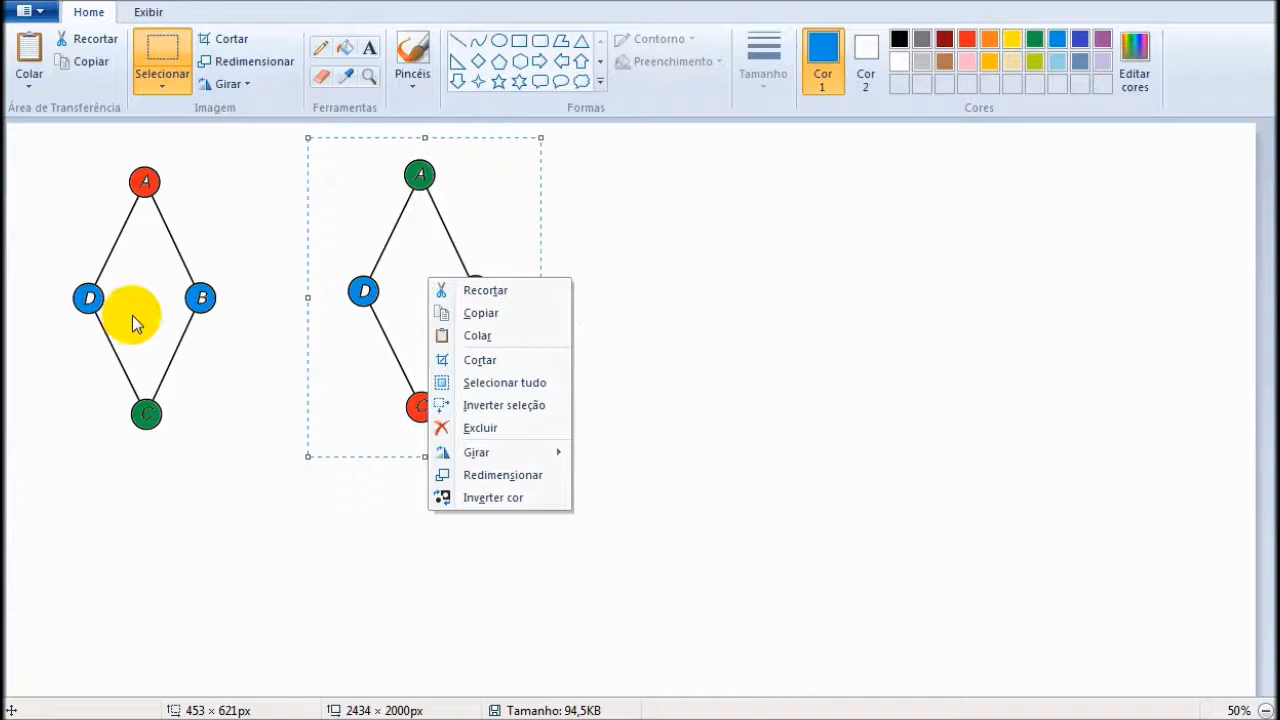 Home Exibir
Colar
Recortar
Copiar
Área de Transferência
Selecionar
Cortar
Redimensionar
Girar
Imagem
A
Ferramentas
Pincéis
Formas
Contorno
Preenchimento
Tamanho
Cor 1
Cor 2
Editar cores
Cores
A
D B
C
A
D
C
Recortar
Copiar
Colar
Cortar
Selecionar tudo
Inverter seleção
Excluir
Girar
Redimensionar
Inverter cor
453 × 621px
2434 × 2000px
Tamanho: 94,5KB
50%